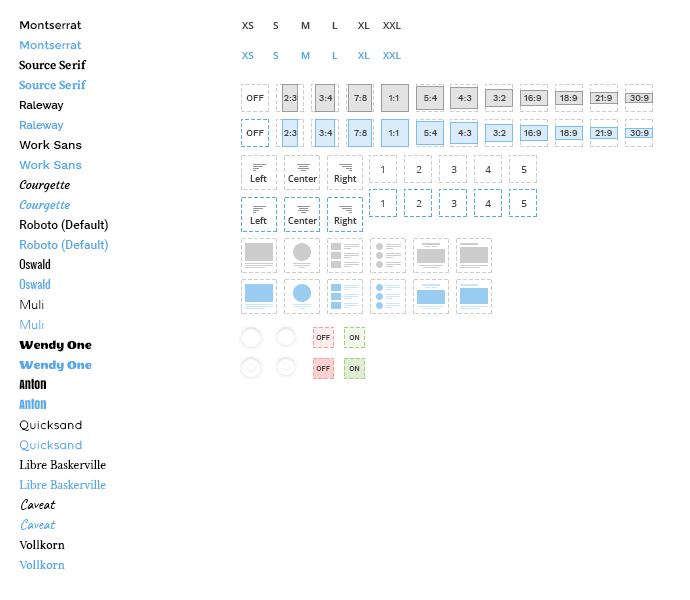 Montserrat
Montserrat
Source Serif
Source Serif
Raleway
Raleway
Work Sans
Work Sans
Courgette
Courgette
Roboto (Default)
Roboto (Default)
Oswald
Oswald
Muli
Muli
Wendy One
Wendy One
Anton
Anton
Quicksand
Quicksand
Libre Baskerville
Libre Baskerville
Caveat
Caveat
Vollkorn
Vollkorn
XS S M L XL XXL
XS S M L XL XXL
OFF 2:3 3:4 7:8 1:1 5:4 4:3 3:2 16:9 18:9 21:9 30:9
OFF 2:3 3:4 7:8 1:1 5:4 4:3 3:2 16:9 18:9 21:9 30:9
Left Center Right 1 2 3 4 5
Left Center Right 1 2 3 4 5
OFF ON
OFF ON